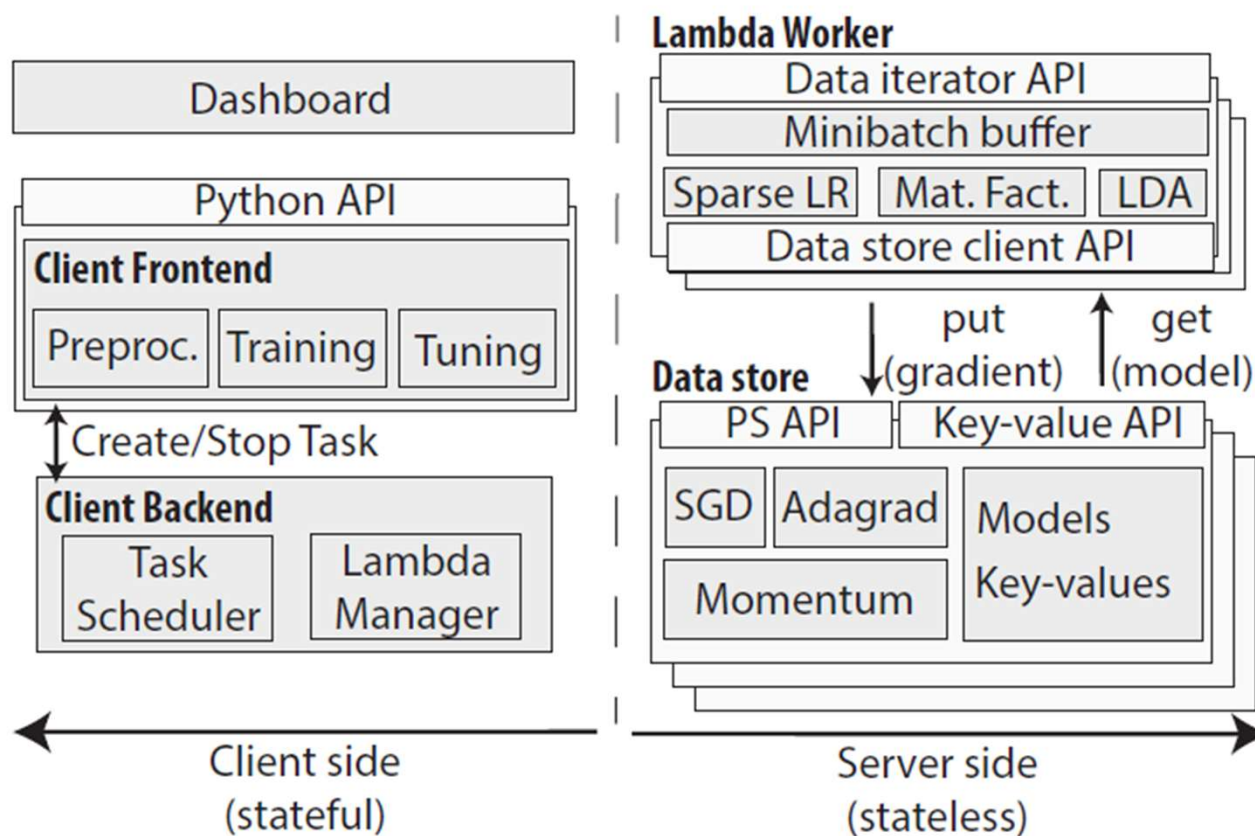 Dashboard
Python API
Client Frontend
Preproc.
Training
Tuning
Create/Stop Task
Client Backend
Task
Scheduler
Lambda
Manager
Client side
(stateful)
Lambda Worker
Data iterator API
Minibatch buffer
Sparse LR
Mat. Fact.
LDA
Data store client API
put
(gradient)
get
(model)
Data store
PS API
Key-value API
SGD
Adagrad
Momentum
Models
Key-values
Server side
(stateless)